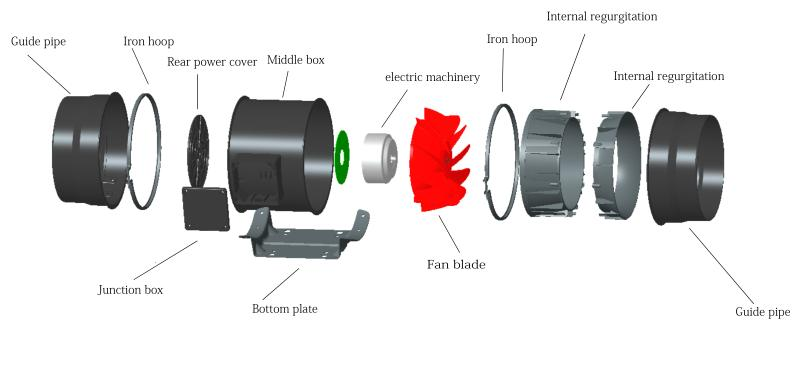 Internal regurgitation
Guide pipe
Iron hoop
Iron hoop
Rear power cover
Middle box
electric machinery
Internal regurgitation
Fan blade
Junction box
Bottom plate
Guide pipe